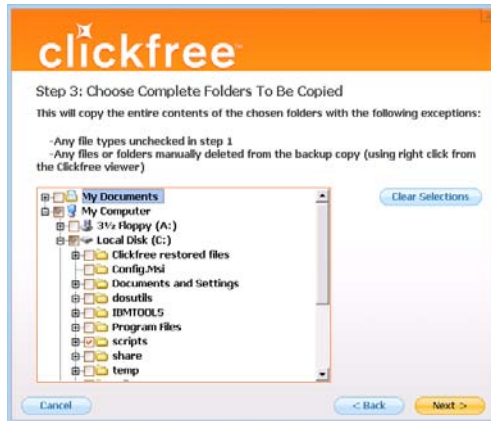 clickfree
Step 3: Choose Complete Folders To Be Copied
This will copy the entire contents of the chosen folders with the following exceptions:
-Any file types unchecked in step 1
-Any files or folders manually deleted from the backup copy (using right click from
the Clickfree viewer)
My Documents
Clear Selections
My Computer
3½ Floppy (A:)
Local Disk (C:)
Clickfree restored files
Config.Msi
Documents and Settings
dosutils
IBMTOOLS
Program Files
scripts
share
temp
Cancel
< Back
Next >